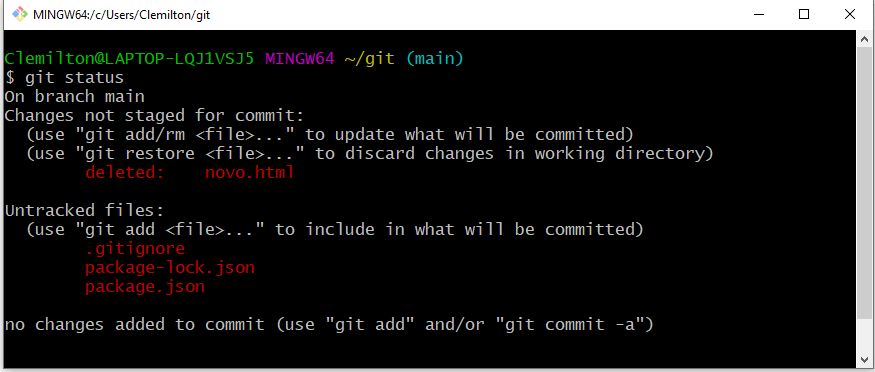 MINGW64:/c/Users/Clemilton/git
Clemilton@LAPTOP-LQJ1VSJ5 MINGW64 ~/git (main)
$ git status
On branch main
Changes not staged for commit:
  (use "git add/rm <file>..." to update what will be committed)
  (use "git restore <file>..." to discard changes in working directory)
        deleted:    novo.html

Untracked files:
  (use "git add <file>..." to include in what will be committed)
        .gitignore
        package-lock.json
        package.json

no changes added to commit (use "git add" and/or "git commit -a")